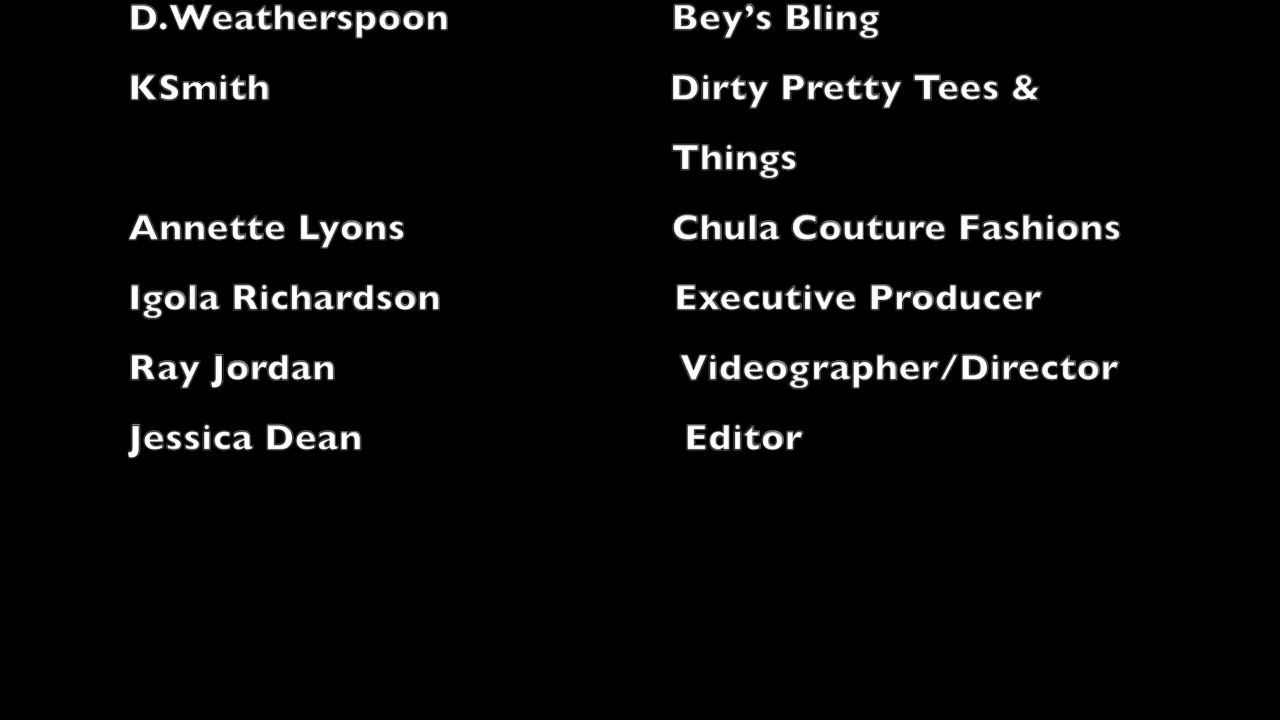 D.Weatherspoon Bey’s Bling
KSmith Dirty Pretty Tees &
Things
Annette Lyons Chula Couture Fashions
Igola Richardson Executive Producer
Ray Jordan Videographer/Director
Jessica Dean Editor